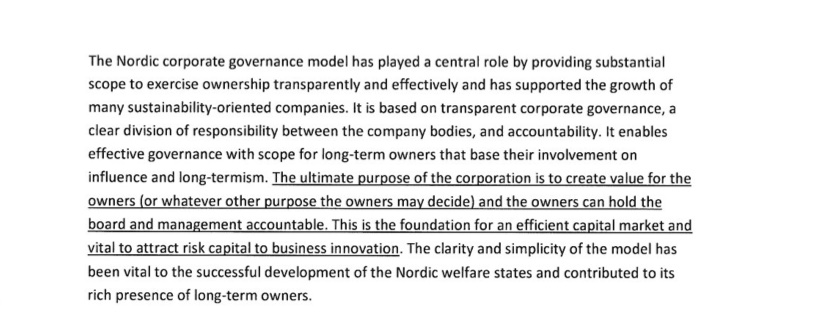 The Nordic corporate governance model has played a central role by providing substantial
scope to exercise ownership transparently and effectively and has supported the growth of
many sustainability-oriented companies. It is based on transparent corporate governance, a
clear division of responsibility between the company bodies, and accountability. It enables
effective governance with scope for long-term owners that base their involvement on
influence and long-termism. The ultimate purpose of the corporation is to create value for the
owners (or whatever other purpose the owners may decide) and the owners can hold the
board and management accountable. This is the foundation for an efficient capital market and
vital to attract risk capital to business innovation. The clarity and simplicity of the model has
been vital to the successful development of the Nordic welfare states and contributed to its
rich presence of long-term owners.